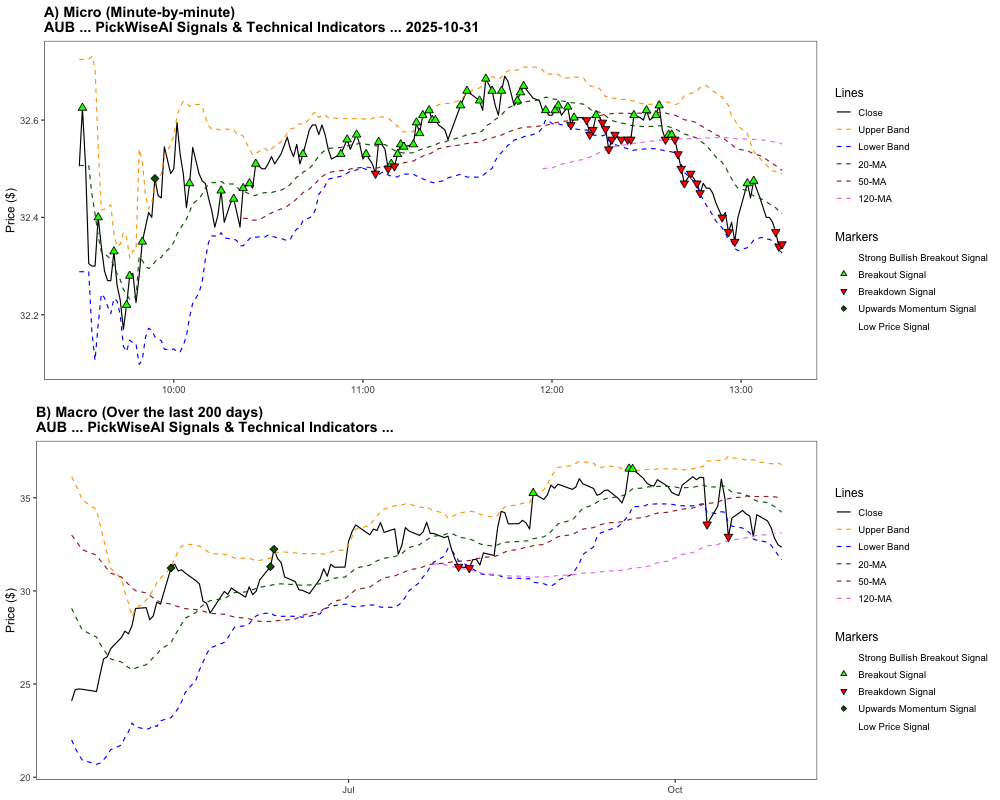 A) Micro (Minute-by-minute)
AUB ... PickWiseAI Signals & Technical Indicators ... 2025-10-31
Price ($)
32.6
32.4
32.2
10:00
11:00
12:00
13:00
Lines
Close
Upper Band
Lower Band
20-MA
50-MA
120-MA
Markers
Strong Bullish Breakout Signal
Breakout Signal
Breakdown Signal
Upwards Momentum Signal
Low Price Signal
B) Macro (Over the last 200 days)
AUB ... PickWiseAI Signals & Technical Indicators ...
Price ($)
35
30
25
20
Jul
Oct
Lines
Close
Upper Band
Lower Band
20-MA
50-MA
120-MA
Markers
Strong Bullish Breakout Signal
Breakout Signal
Breakdown Signal
Upwards Momentum Signal
Low Price Signal